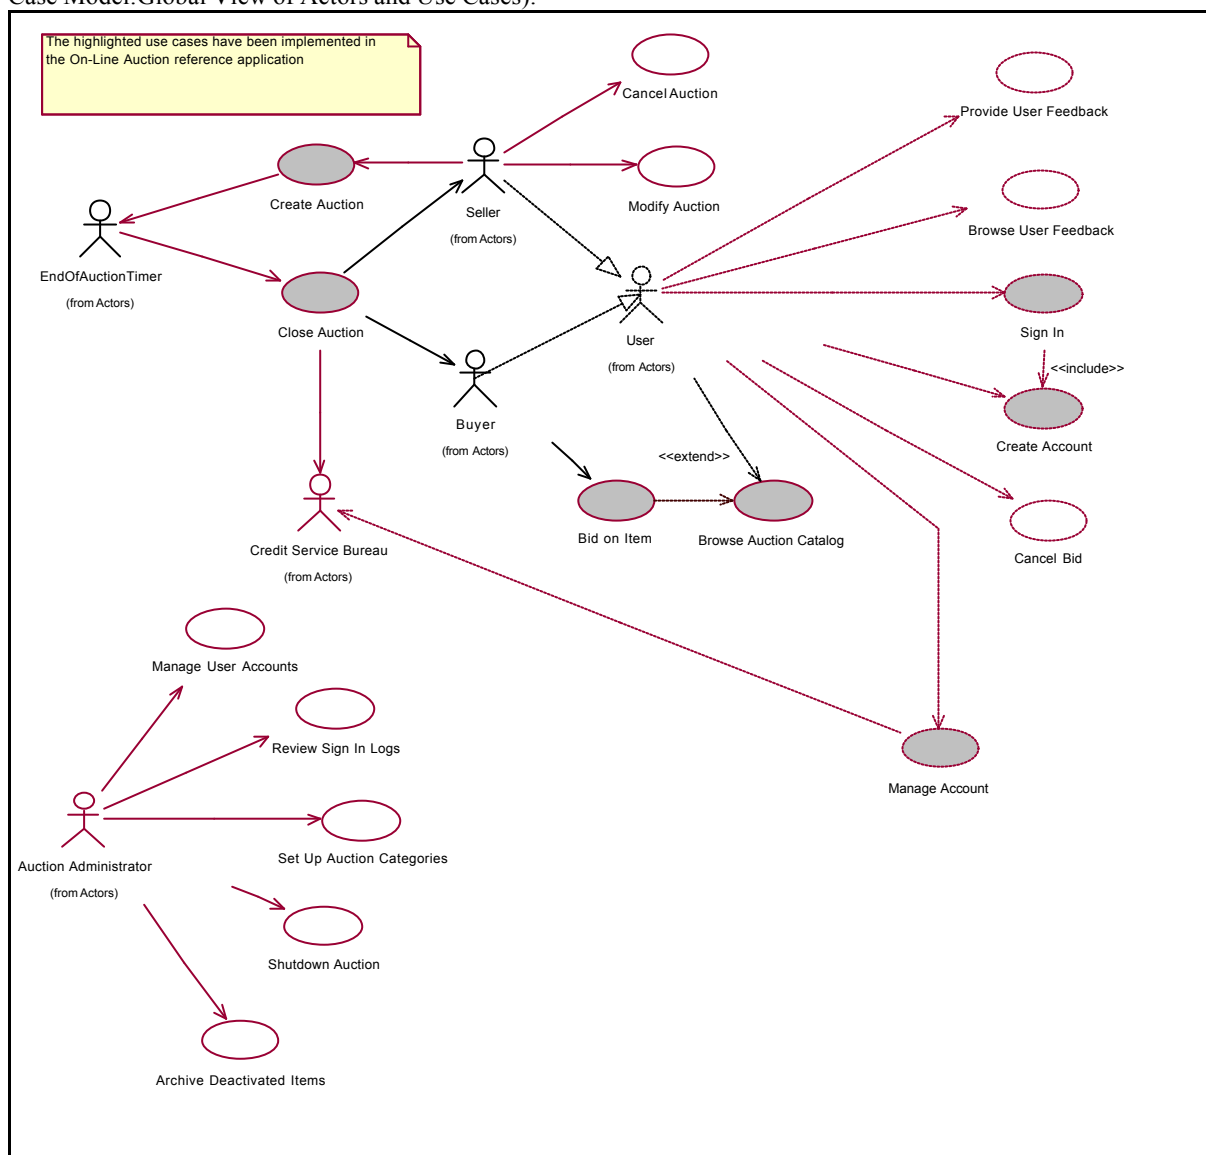 Case Model:Global View of Actors and Use Cases).
The highlighted use cases have been implemented in
the On-Line Auction reference application
Cancel Auction
Provide User Feedback
Create Auction
Seller
(from Actors)
Modify Auction
Browse User Feedback
EndOfAuctionTimer
(from Actors)
Close Auction
User
(from Actors)
Sign In
<<include>>
Buyer
(from Actors)
Create Account
<<extend>>
Bid on Item
Browse Auction Catalog
Cancel Bid
Credit Service Bureau
(from Actors)
Manage User Accounts
Review Sign In Logs
Manage Account
Set Up Auction Categories
Auction Administrator
(from Actors)
Shutdown Auction
Archive Deactivated Items